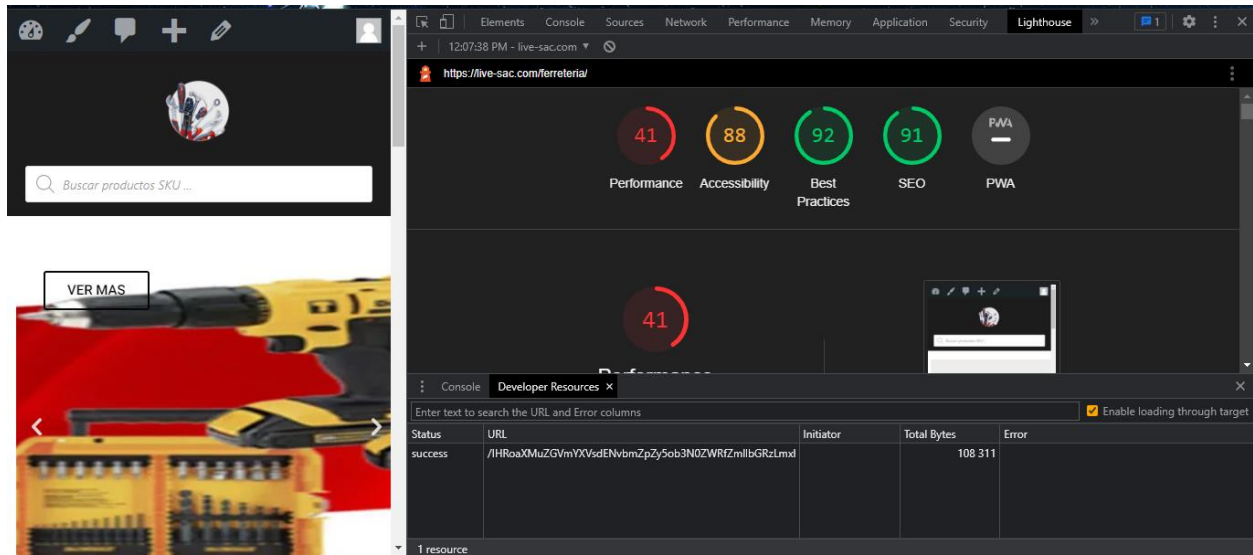 Elements Console Sources Network Performance Memory Application Security Lighthouse » 1
+ 12:07:38 PM - live-sac.com
https://live-sac.com/ferreteria/
Buscar productos SKU ...
VER MAS
41 88 92 91 PWA
Performance Accessibility Best Practices SEO PWA
41
Performance
Console Developer Resources ×
Enter text to search the URL and Error columns Enable loading through target
Status URL Initiator Total Bytes Error
success 108 311
1 resource